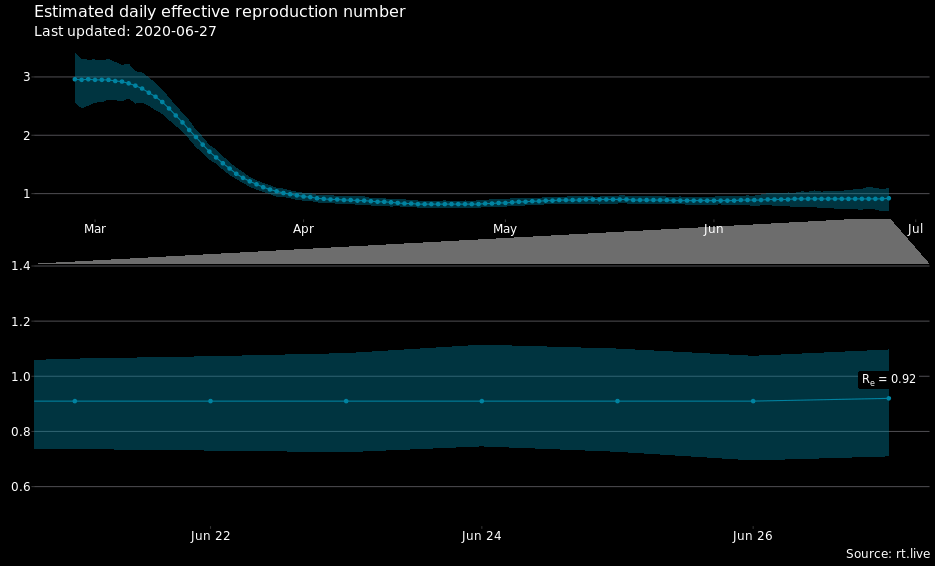 Estimated daily effective reproduction number
Last updated: 2020-06-27
3
2
1
Mar Apr May Jun Jul
1.4
1.2
1.0
Re = 0.92
0.8
0.6
Jun 22 Jun 24 Jun 26
Source: rt.live